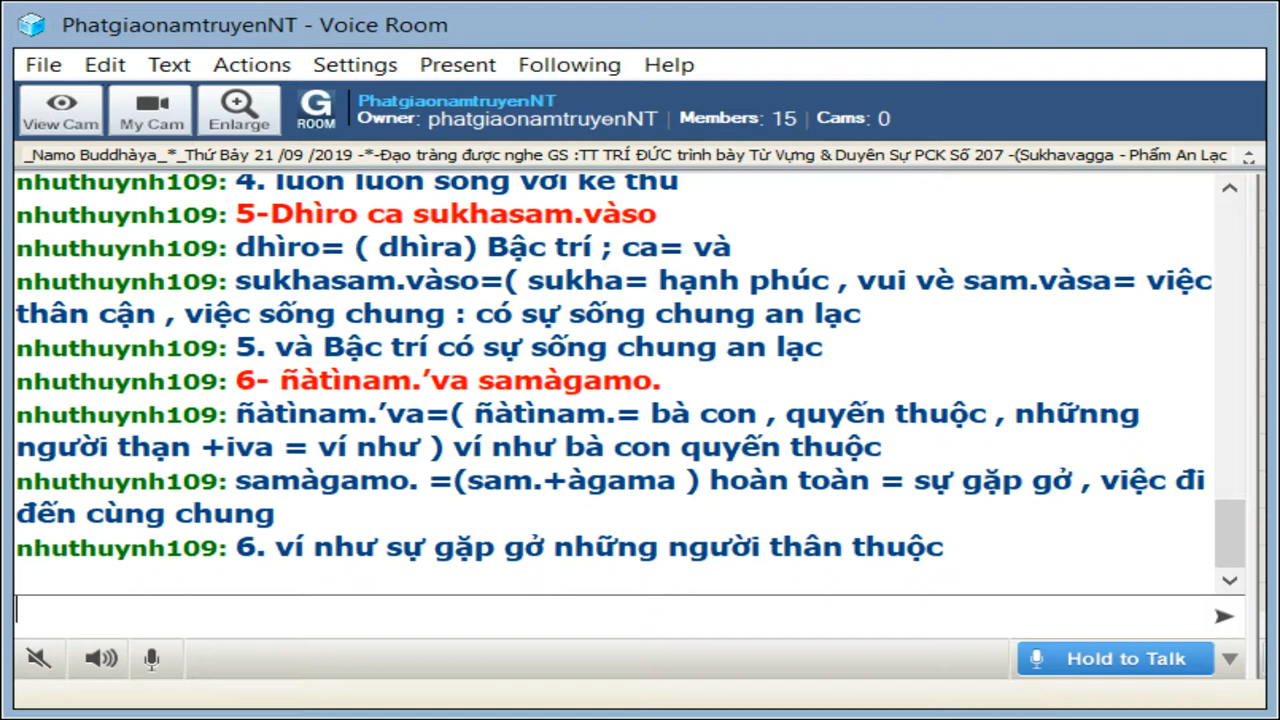 PhatgiaonamtruyenNT - Voice Room
File Edit Text Actions Settings Present Following Help
View Cam My Cam Enlarge G ROOM
PhatgiaonamtruyenNT
Owner: phatgiaonamtruyenNT | Members: 15 | Cams: 0
_Namo Buddhàya_*_Thứ Bảy 21 /09 /2019 -*-Đạo tràng được nghe GS :TT TRÍ ĐỨC trình bày Từ Vựng & Duyên Sự PCK Số 207 -(Sukhavagga - Phẩm An Lạc
nhuthuynh109: 4. luôn luôn sống với kẻ thù
nhuthuynh109: 5-Dhìro ca sukhasam.vàso
nhuthuynh109: dhìro= ( dhìra) Bậc trí ; ca= và
nhuthuynh109: sukhasam.vàso=( sukha= hạnh phúc , vui vè sam.vàsa= việc
thân cận , việc sống chung : có sự sống chung an lạc
nhuthuynh109: 5. và Bậc trí có sự sống chung an lạc
nhuthuynh109: 6- ñàtìnam.’va samàgamo.
nhuthuynh109: ñàtìnam.’va=( ñàtìnam.= bà con , quyến thuộc , nhữnng
người thạn +iva = ví như ) ví như bà con quyến thuộc
nhuthuynh109: samàgamo. =(sam.+àgama ) hoàn toàn = sự gặp gở , việc đi
đến cùng chung
nhuthuynh109: 6. ví như sự gặp gở những người thân thuộc
Hold to Talk